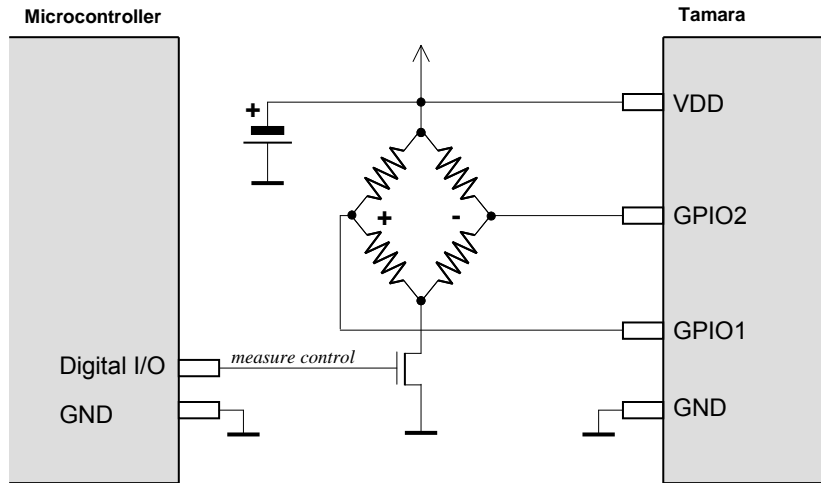 Microcontroller
Tamara
+
VDD
+ -
GPIO2
GPIO1
Digital I/O
measure control
GND
GND